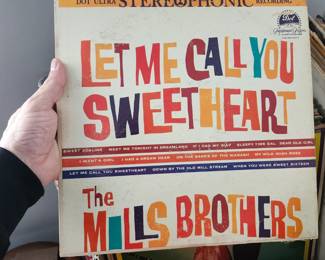 DOT ULTRA STEREOPHONIC RECORDING
Dot
LET ME CALL YOU
SWEETHEART
SWEET ADELINE MEET ME TONIGHT IN DREAMLAND IF I HAD MY WAY SLEEPY TIME GAL DEAR OLD GIRL
I WANT A GIRL I HAD A DREAM DEAR ON THE BANKS OF THE WABASH MY WILD IRISH ROSE
LET ME CALL YOU SWEETHEART DOWN BY THE OLD MILL STREAM WHEN YOU WERE SWEET SIXTEEN
The
MILLS BROTHERS